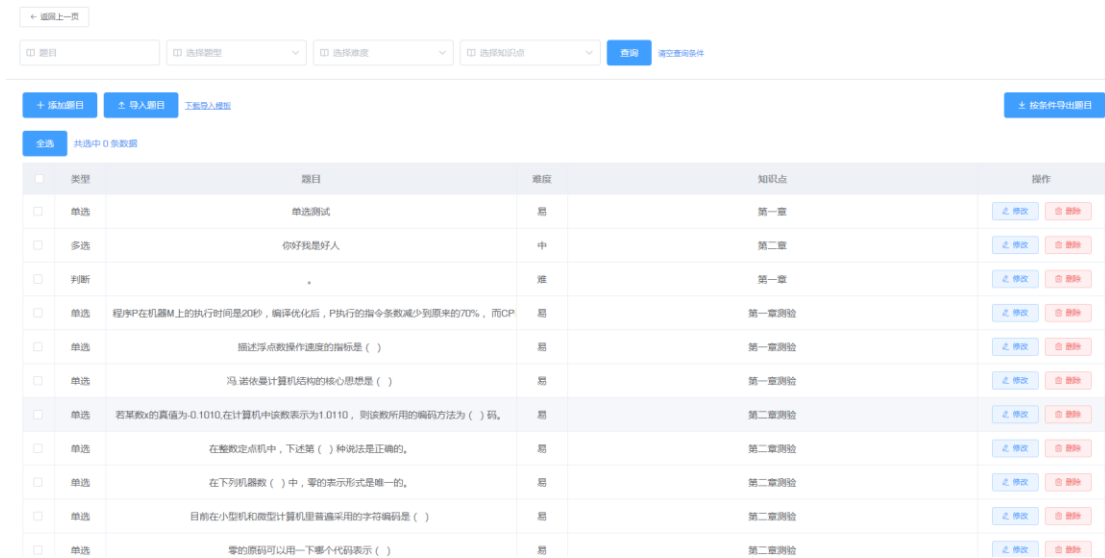 返回上一页
题目 选择题型 选择难度 选择知识点 查询 清空查询条件
添加题目 导入题目 下载导入模板 按条件导出题目
全选 共选中 0 条数据
类型 题目 难度 知识点 操作
单选 单选测试 易 第一章 修改 删除
多选 你好我是好人 中 第二章 修改 删除
判断 。 难 第一章 修改 删除
单选 程序P在机器M上的执行时间是20秒，编译优化后，P执行的指令条数减少到原来的70%，而CP 易 第一章测验 修改 删除
单选 描述浮点数操作速度的指标是（ ） 易 第一章测验 修改 删除
单选 冯.诺依曼计算机结构的核心思想是（ ） 易 第一章测验 修改 删除
单选 若某数x的真值为-0.1010,在计算机中该数表示为1.0110，则该数所用的编码方法为（ ）码。 易 第二章测验 修改 删除
单选 在整数定点机中，下述第（ ）种说法是正确的。 易 第二章测验 修改 删除
单选 在下列机器数（ ）中，零的表示形式是唯一的。 易 第二章测验 修改 删除
单选 目前在小型机和微型计算机里普遍采用的字符编码是（ ） 易 第二章测验 修改 删除
单选 零的原码可以用一下哪个代码表示（ ） 易 第二章测验 修改 删除